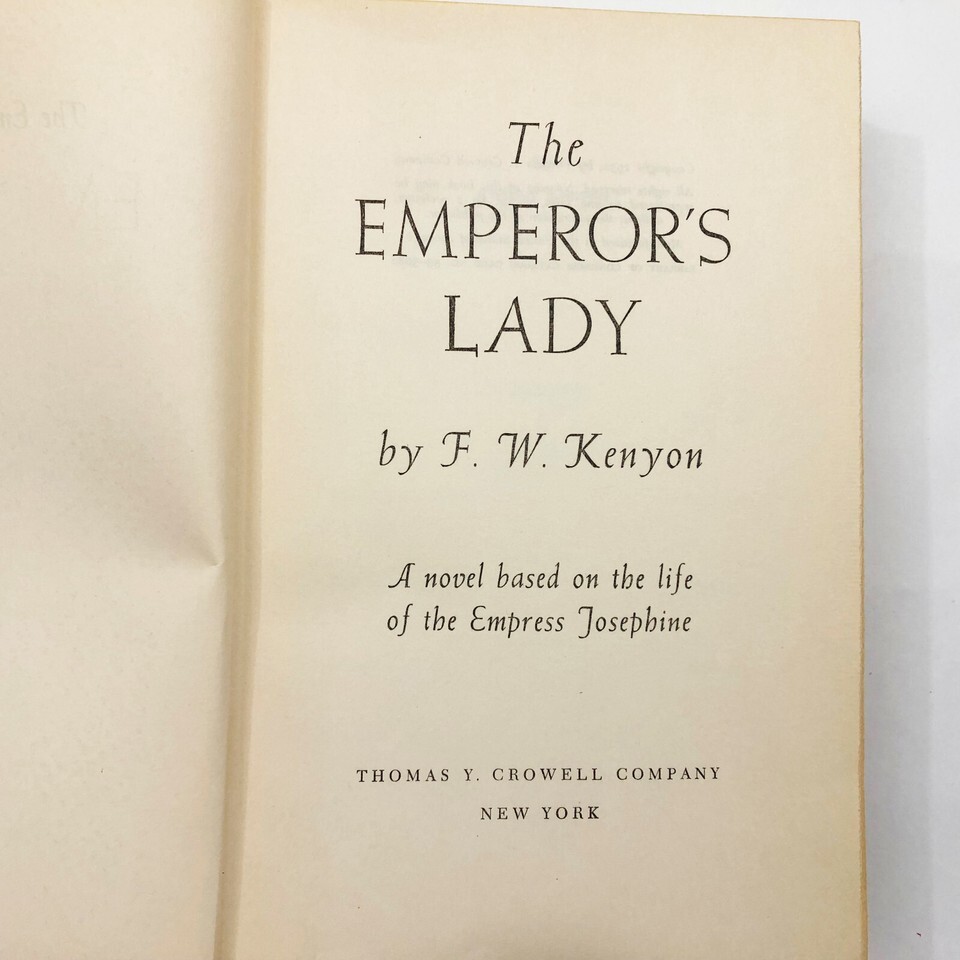 The
EMPEROR'S
LADY
by F. W. Kenyon
A novel based on the life
of the Empress Josephine
THOMAS Y. CROWELL COMPANY
NEW YORK